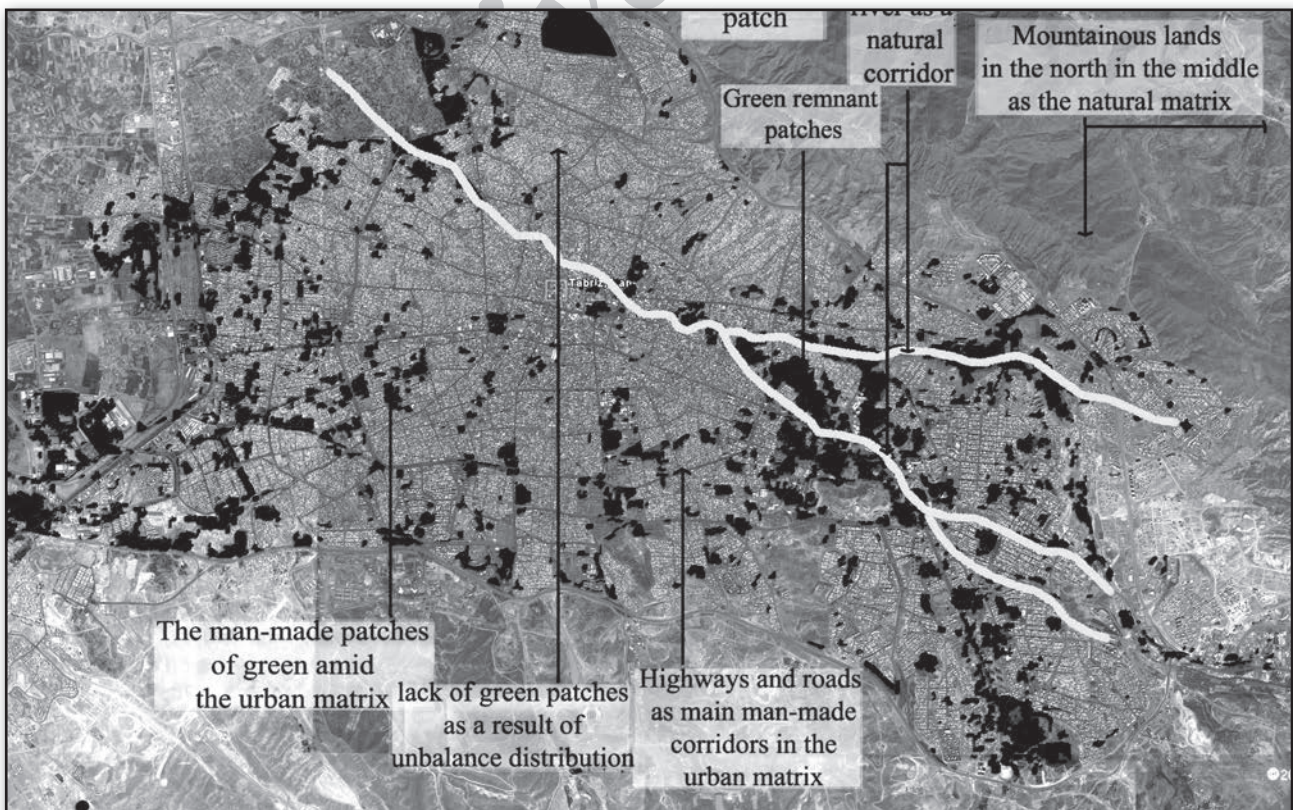 patch
river as a
natural
corridor
Mountainous lands
in the north in the middle
as the natural matrix
Green remnant
patches
The man-made patches
of green amid
the urban matrix
lack of green patches
as a result of
unbalance distribution
Highways and roads
as main man-made
corridors in the
urban matrix